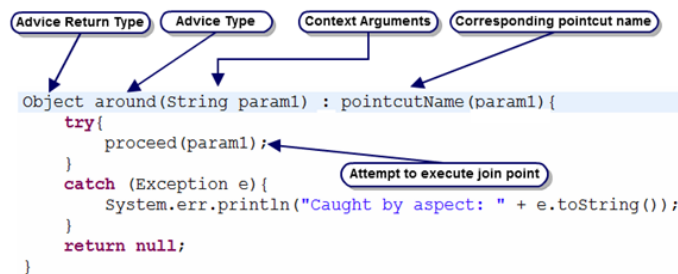 Advice Return Type Advice Type Context Arguments Corresponding pointcut name
Object around(String param1) : pointcutName(param1){
try{
proceed(param1);
Attempt to execute join point
}
catch (Exception e){
System.err.println("Caught by aspect: " + e.toString());
}
return null;
}